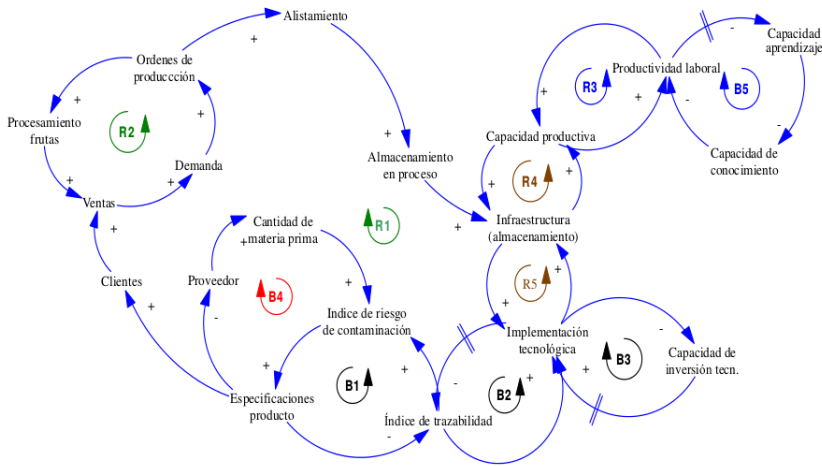 Alistamiento
+
Ordenes de
produccción
+
Procesamiento
frutas
R2
+
+
Demanda
+
+
Ventas
+
+
Almacenamiento
en proceso
R3
Productividad laboral
B5
-
Capacidad
aprendizaje
+
+
-
-
Capacidad productiva
Capacidad de
conocimiento
+
R4
+
Cantidad de
materia prima
R1
+
Infraestructura
(almacenamiento)
+
Clientes
Proveedor
B4
+
+
-
Indice de riesgo
de contaminación
R5
+
+
Implementación
tecnológica
-
B3
+
Capacidad de
inversión tecn.
+
B1
+
-
B2
+
Especificaciones
producto
-
Índice de trazabilidad